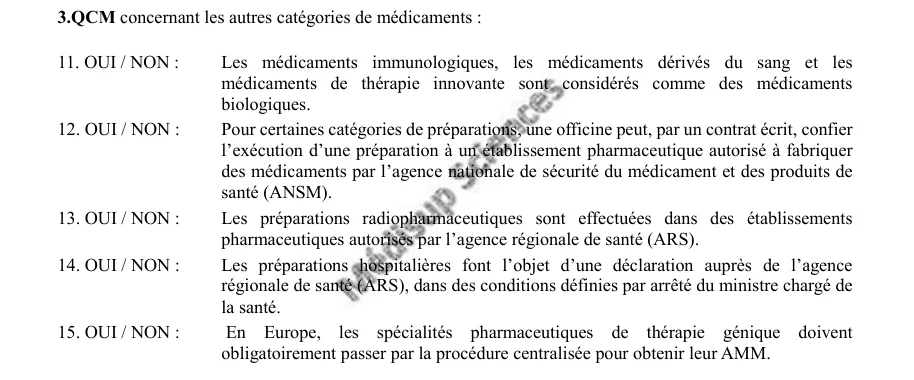 3.QCM concernant les autres catégories de médicaments :
11. OUI / NON : Les médicaments immunologiques, les médicaments dérivés du sang et les
médicaments de thérapie innovante sont considérés comme des médicaments
biologiques.
12. OUI / NON : Pour certaines catégories de préparations, une officine peut, par un contrat écrit, confier
l'exécution d'une préparation à un établissement pharmaceutique autorisé à fabriquer
des médicaments par l'agence nationale de sécurité du médicament et des produits de
santé (ANSM).
13. OUI / NON : Les préparations radiopharmaceutiques sont effectuées dans des établissements
pharmaceutiques autorisés par l'agence régionale de santé (ARS).
14. OUI / NON : Les préparations hospitalières font l'objet d'une déclaration auprès de l'agence
régionale de santé (ARS), dans des conditions définies par arrêté du ministre chargé de
la santé.
15. OUI / NON : En Europe, les spécialités pharmaceutiques de thérapie génique doivent
obligatoirement passer par la procédure centralisée pour obtenir leur AMM.
Médisup Sciences